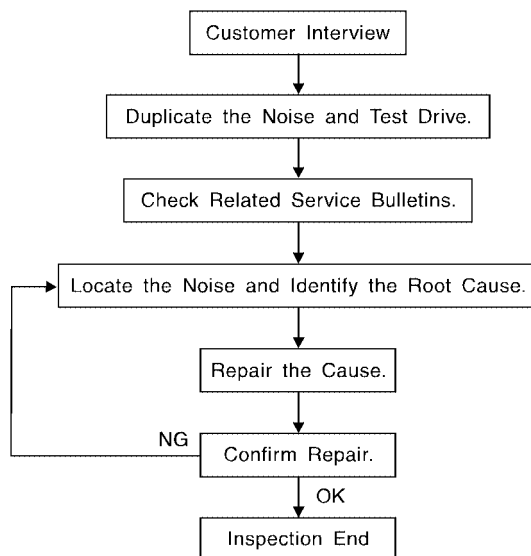 Customer Interview
Duplicate the Noise and Test Drive.
Check Related Service Bulletins.
Locate the Noise and Identify the Root Cause.
Repair the Cause.
NG
Confirm Repair.
OK
Inspection End